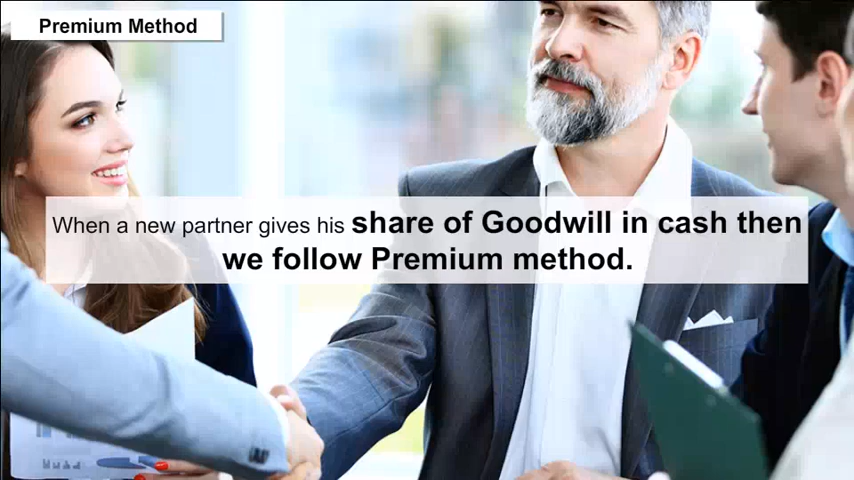 Premium Method
When a new partner gives his share of Goodwill in cash then
we follow Premium method.